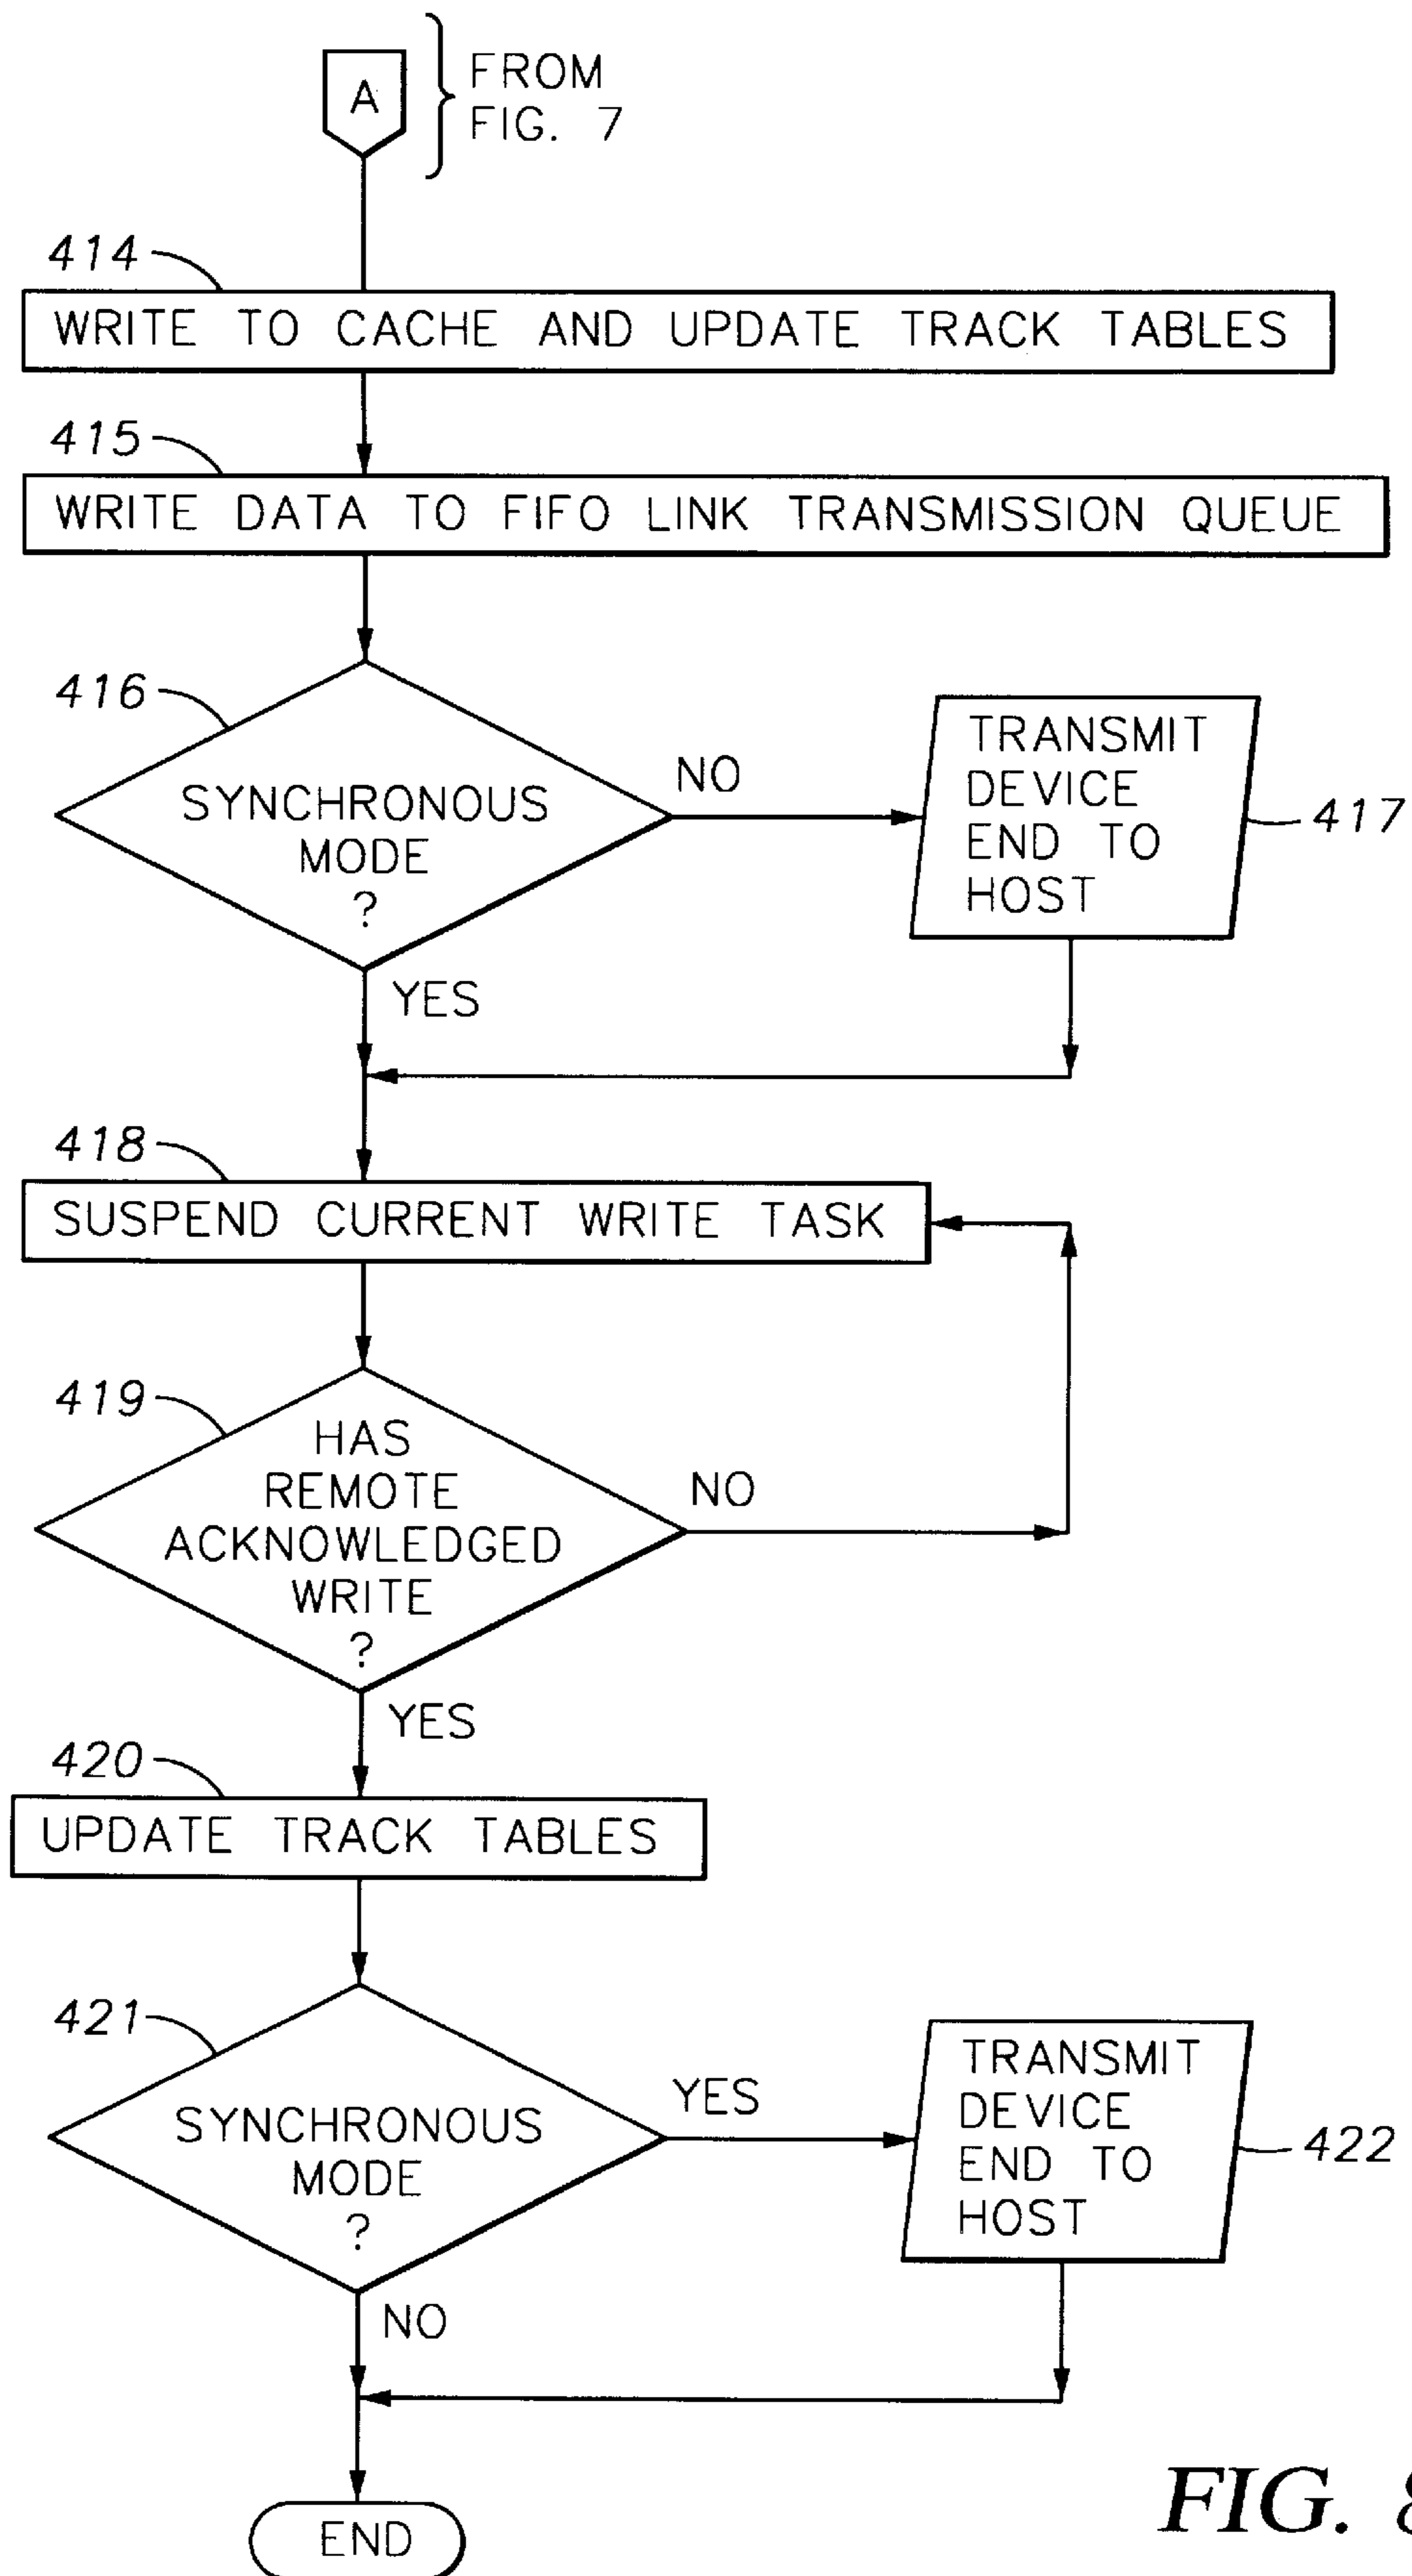 A
FROM
FIG. 7
414
WRITE TO CACHE AND UPDATE TRACK TABLES
415
WRITE DATA TO FIFO LINK TRANSMISSION QUEUE
416
SYNCHRONOUS
MODE
?
NO
TRANSMIT
DEVICE
END TO
HOST
417
YES
418
SUSPEND CURRENT WRITE TASK
419
HAS
REMOTE
ACKNOWLEDGED
WRITE
?
NO
YES
420
UPDATE TRACK TABLES
421
SYNCHRONOUS
MODE
?
YES
TRANSMIT
DEVICE
END TO
HOST
422
NO
END
FIG. 8